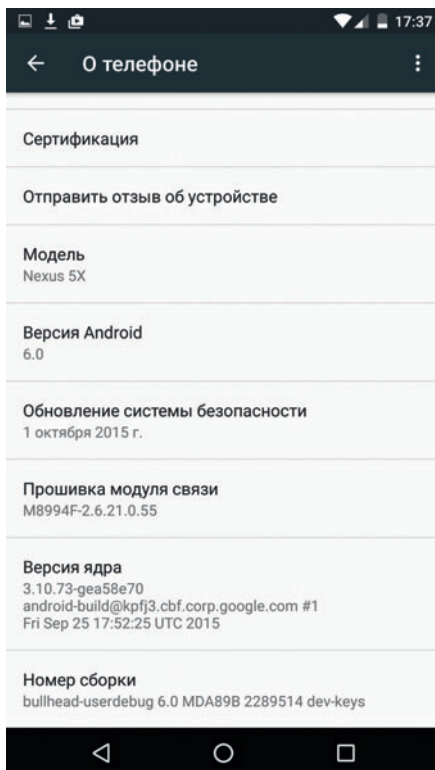 17:37
О телефоне
Сертификация
Отправить отзыв об устройстве
Модель
Nexus 5X
Версия Android
6.0
Обновление системы безопасности
1 октября 2015 г.
Прошивка модуля связи
M8994F-2.6.21.0.55
Версия ядра
3.10.73-gea58e70
android-build@kpfj3.cbf.corp.google.com #1
Fri Sep 25 17:52:25 UTC 2015
Номер сборки
bullhead-userdebug 6.0 MDA89B 2289514 dev-keys